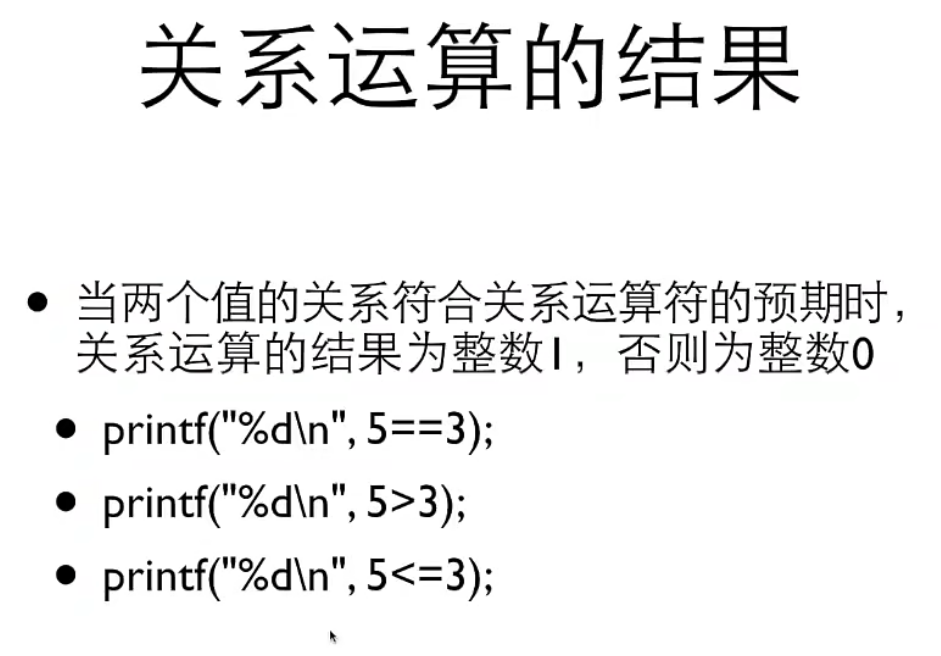 关系运算的结果
• 当两个值的关系符合关系运算符的预期时，
关系运算的结果为整数1，否则为整数0
• printf("%d\n", 5==3);
• printf("%d\n", 5>3);
• printf("%d\n", 5<=3);